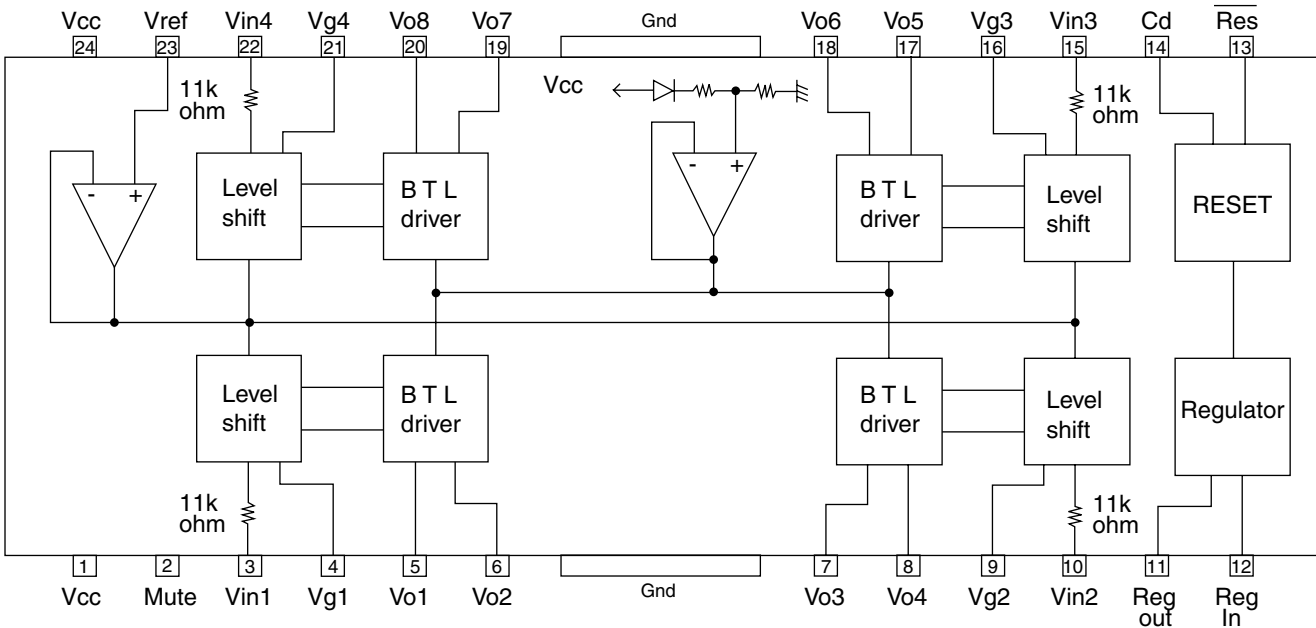 Vcc Vref Vin4 Vg4 Vo8 Vo7 Gnd Vo6 Vo5 Vg3 Vin3 Cd Res
24 23 22 21 20 19 18 17 16 15 14 13
11k
ohm
Vcc
11k
ohm
- +
Level
shift
B T L
driver
- +
B T L
driver
Level
shift
RESET
Level
shift
B T L
driver
B T L
driver
Level
shift
Regulator
11k
ohm
11k
ohm
1 2 3 4 5 6 7 8 9 10 11 12
Vcc Mute Vin1 Vg1 Vo1 Vo2 Gnd Vo3 Vo4 Vg2 Vin2 Reg Reg
out In